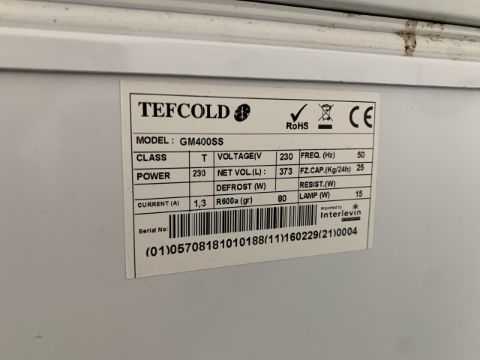 TEFCOLD
RoHS
CE
MODEL : GM400SS
CLASS T VOLTAGE(V 230 FREQ. (Hz) 50
POWER 230 NET VOL.(L) : 373 FZ.CAP.(Kg/24h) 25
DEFROST (W) RESIST.(W)
CURRENT (A) 1,3 R600a (gr) 80 LAMP (W) 15
Imported by
Interlevin
Serial No:
(01)05708181010188(11)160229(21)0004